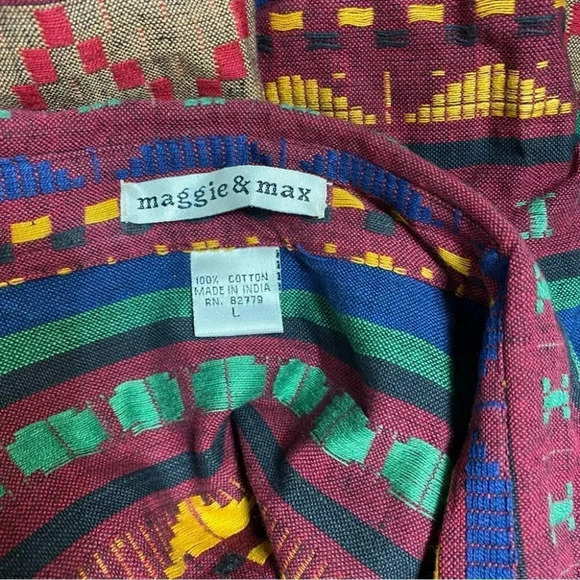 maggie & max
100% COTTON
MADE IN INDIA
RN. 82779
L